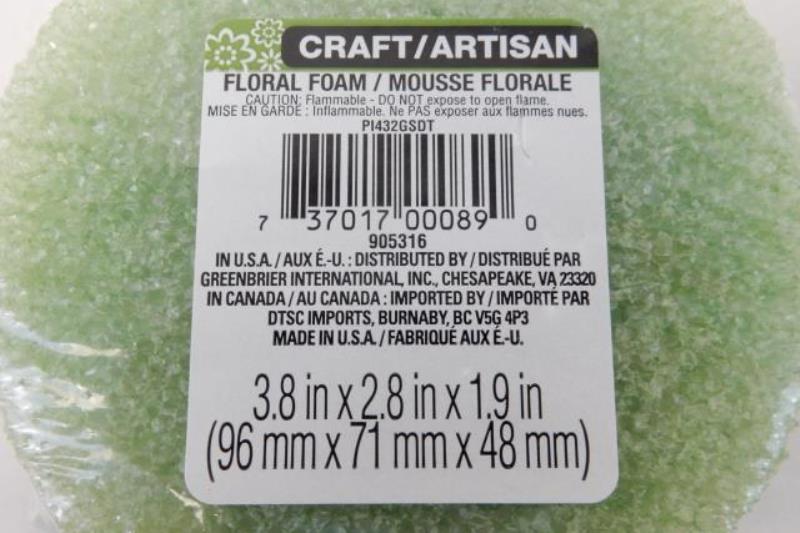 CRAFT/ARTISAN
FLORAL FOAM / MOUSSE FLORALE
CAUTION: Flammable - DO NOT expose to open flame.
MISE EN GARDE : Inflammable. Ne PAS exposer aux flammes nues.
PI432GSDT
7 37017 00089 0
905316
IN U.S.A. / AUX É.-U. : DISTRIBUTED BY / DISTRIBUÉ PAR
GREENBRIER INTERNATIONAL, INC., CHESAPEAKE, VA 23320
IN CANADA / AU CANADA : IMPORTED BY / IMPORTÉ PAR
DTSC IMPORTS, BURNABY, BC V5G 4P3
MADE IN U.S.A. / FABRIQUÉ AUX É.-U.
3.8 in x 2.8 in x 1.9 in
(96 mm x 71 mm x 48 mm)